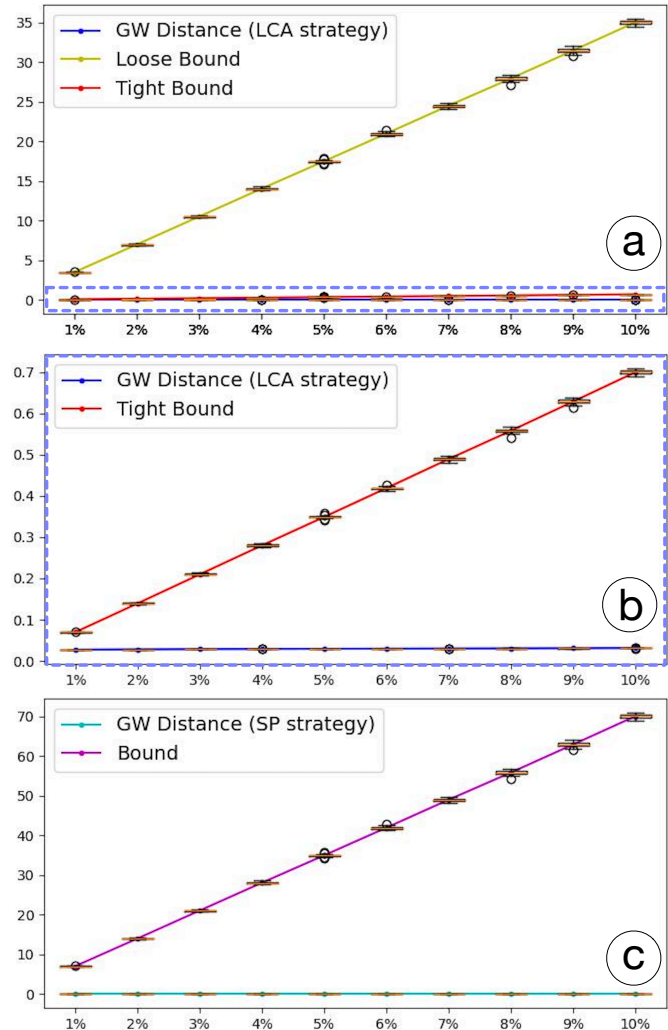 GW Distance (LCA strategy)
Loose Bound
Tight Bound
35
30
25
20
15
10
5
0
1% 2% 3% 4% 5% 6% 7% 8% 9% 10%
a
GW Distance (LCA strategy)
Tight Bound
0.7
0.6
0.5
0.4
0.3
0.2
0.1
0.0
1% 2% 3% 4% 5% 6% 7% 8% 9% 10%
b
GW Distance (SP strategy)
Bound
70
60
50
40
30
20
10
0
1% 2% 3% 4% 5% 6% 7% 8% 9% 10%
c